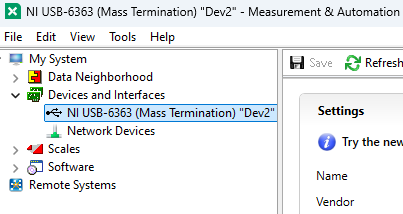 NI USB-6363 (Mass Termination) "Dev2" - Measurement & Automation
File Edit View Tools Help
My System
Data Neighborhood
Devices and Interfaces
NI USB-6363 (Mass Termination) "Dev2"
Network Devices
Scales
Software
Remote Systems
Save Refresh
Settings
Try the new
Name
Vendor